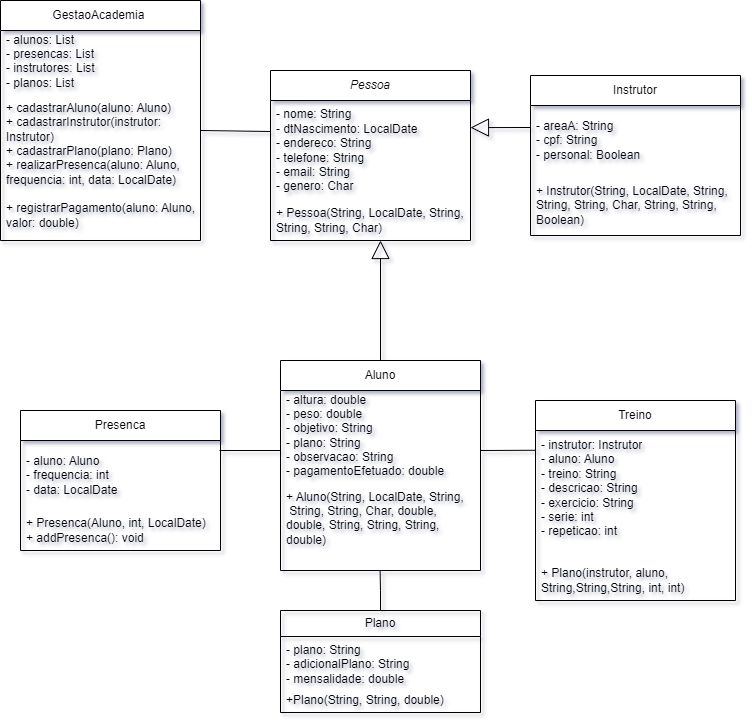 GestaoAcademia
- alunos: List
- presencas: List
- instrutores: List
- planos: List
+ cadastrarAluno(aluno: Aluno)
+ cadastrarInstrutor(instrutor:
Instrutor)
+ cadastrarPlano(plano: Plano)
+ realizarPresenca(aluno: Aluno,
frequencia: int, data: LocalDate)
+ registrarPagamento(aluno: Aluno,
valor: double)
Pessoa
- nome: String
- dtNascimento: LocalDate
- endereco: String
- telefone: String
- email: String
- genero: Char
+ Pessoa(String, LocalDate, String,
String, String, Char)
Instrutor
- areaA: String
- cpf: String
- personal: Boolean
+ Instrutor(String, LocalDate, String,
String, String, Char, String, String,
Boolean)
Aluno
- altura: double
- peso: double
- objetivo: String
- plano: String
- observacao: String
- pagamentoEfetuado: double
+ Aluno(String, LocalDate, String,
String, String, Char, double,
double, String, String, String,
double)
Presenca
- aluno: Aluno
- frequencia: int
- data: LocalDate
+ Presenca(Aluno, int, LocalDate)
+ addPresenca(): void
Treino
- instrutor: Instrutor
- aluno: Aluno
- treino: String
- descricao: String
- exercicio: String
- serie: int
- repeticao: int
+ Plano(instrutor, aluno,
String,String,String, int, int)
Plano
- plano: String
- adicionalPlano: String
- mensalidade: double
+Plano(String, String, double)